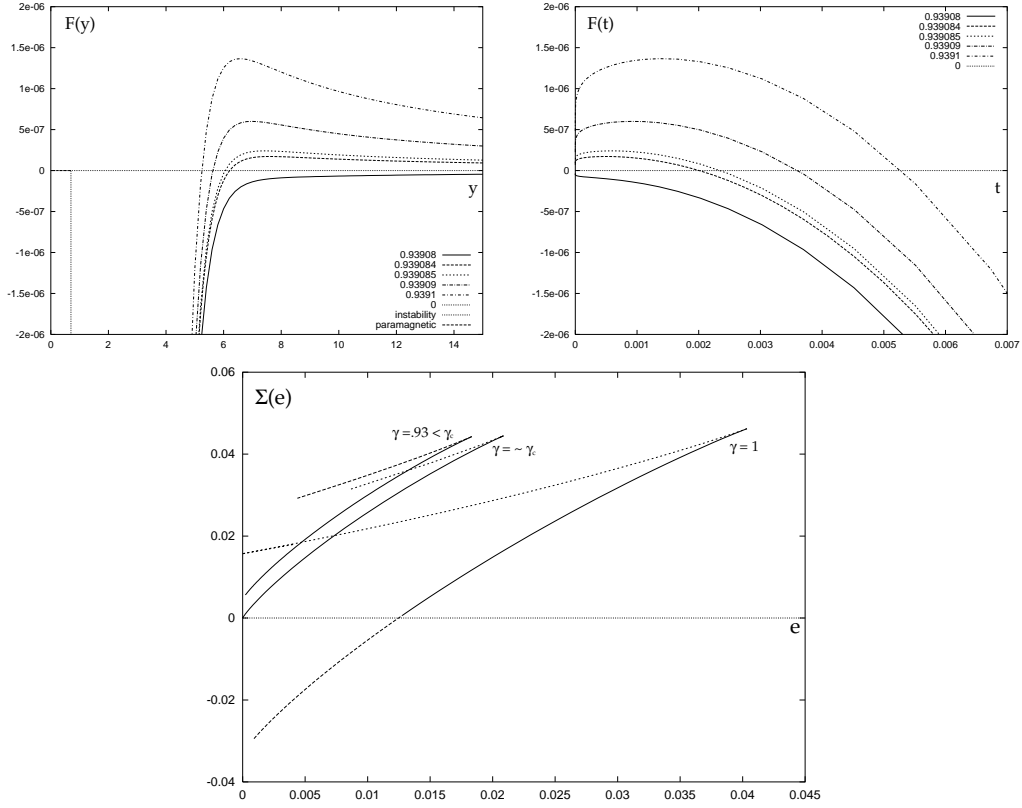 F(y)
2e-06
1.5e-06
1e-06
5e-07
0
-5e-07
-1e-06
-1.5e-06
-2e-06
y
0.93908
0.939084
0.939085
0.93909
0.9391
0
instability
paramagnetic
0 2 4 6 8 10 12 14
F(t)
2e-06
1.5e-06
1e-06
5e-07
0
-5e-07
-1e-06
-1.5e-06
-2e-06
0.93908
0.939084
0.939085
0.93909
0.9391
0
t
0 0.001 0.002 0.003 0.004 0.005 0.006 0.007
Σ(e)
0.06
0.04
0.02
0
-0.02
-0.04
γ=.93 < γc
γ= ~ γc
γ= 1
e
0 0.005 0.01 0.015 0.02 0.025 0.03 0.035 0.04 0.045